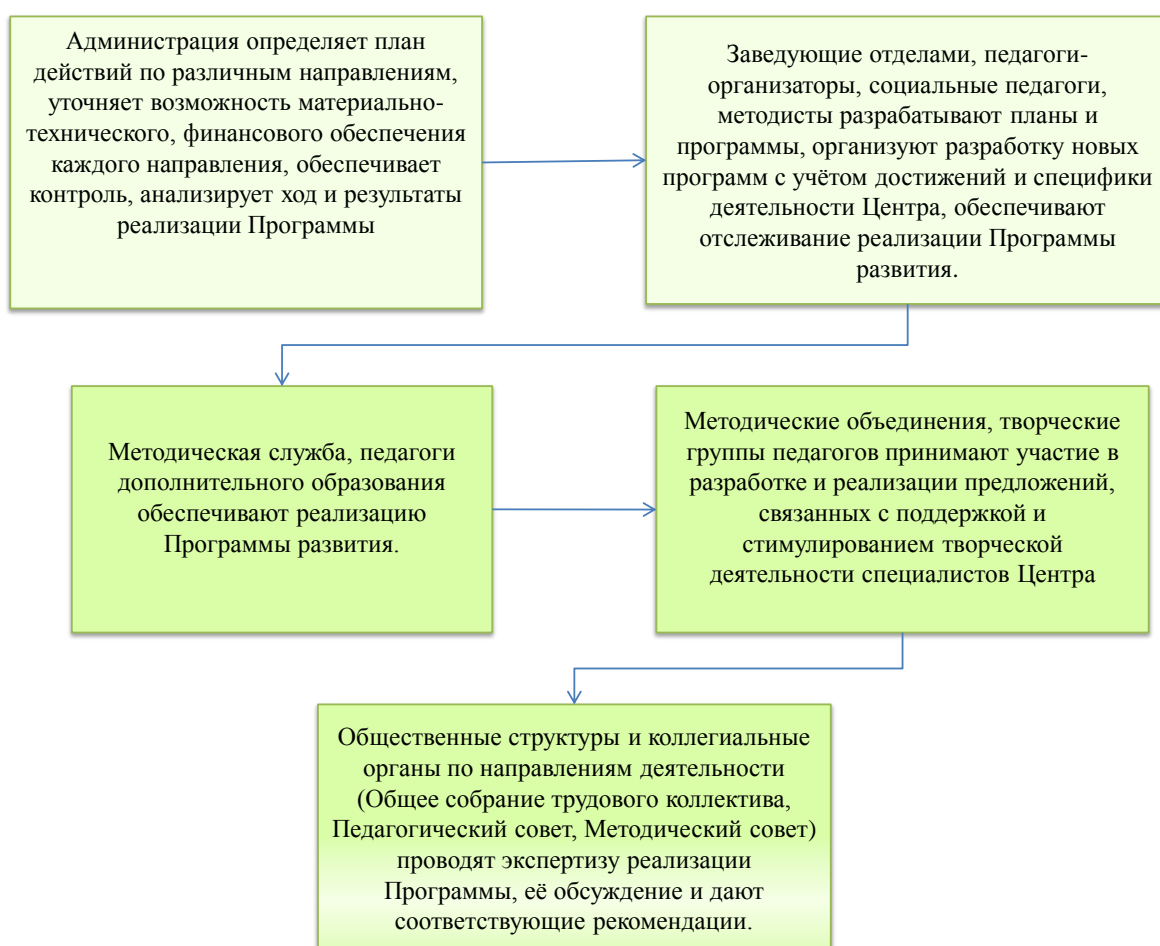 Администрация определяет план
действий по различным направлениям,
уточняет возможность материально-
технического, финансового обеспечения
каждого направления, обеспечивает
контроль, анализирует ход и результаты
реализации Программы
Заведующие отделами, педагоги-
организаторы, социальные педагоги,
методисты разрабатывают планы и
программы, организуют разработку новых
программ с учётом достижений и специфики
деятельности Центра, обеспечивают
отслеживание реализации Программы
развития.
Методическая служба, педагоги
дополнительного образования
обеспечивают реализацию
Программы развития.
Методические объединения, творческие
группы педагогов принимают участие в
разработке и реализации предложений,
связанных с поддержкой и
стимулированием творческой
деятельности специалистов Центра
Общественные структуры и коллегиальные
органы по направлениям деятельности
(Общее собрание трудового коллектива,
Педагогический совет, Методический совет)
проводят экспертизу реализации
Программы, её обсуждение и дают
соответствующие рекомендации.